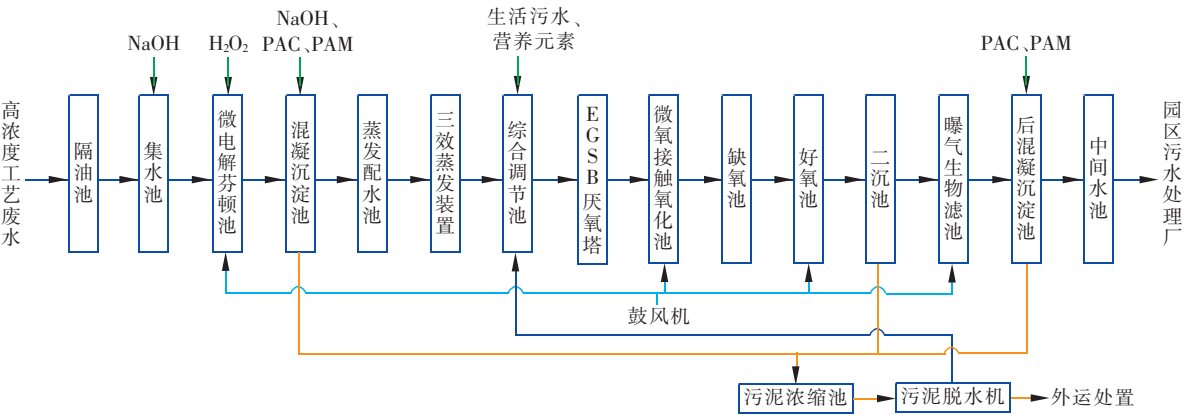 NaOH、
PAC、PAM
生活污水、
营养元素
NaOH
H₂O₂
PAC、PAM
高浓度工艺废水
隔油池
集水池
微电解芬顿池
混凝沉淀池
蒸发配水池
三效蒸发装置
综合调节池
EGSB厌氧塔
微氧接触氧化池
缺氧池
好氧池
二沉池
曝气生物滤池
后混凝沉淀池
中间水池
园区污水处理厂
鼓风机
污泥浓缩池
污泥脱水机
外运处置